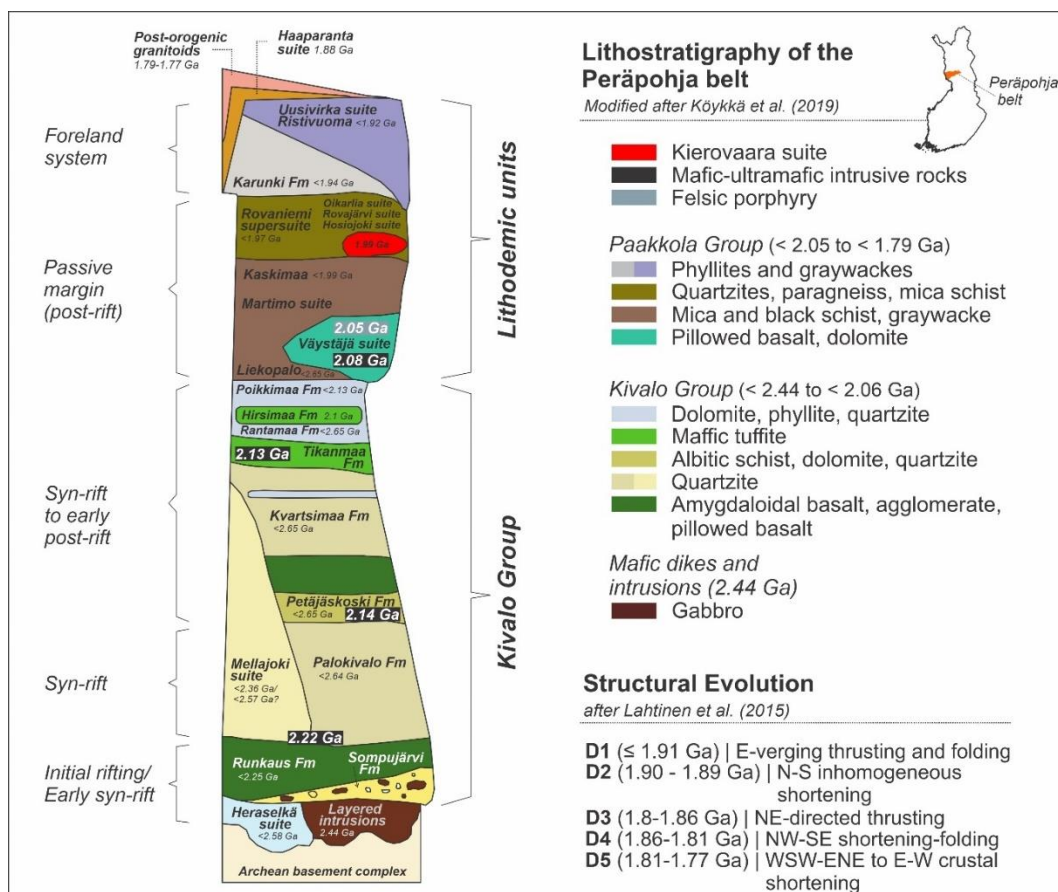 Post-orogenic
granitoids
1.79-1.77 Ga
Haaparanta
suite 1.88 Ga
Foreland
system
Passive
margin
(post-rift)
Syn-rift
to early
post-rift
Syn-rift
Initial rifting/
Early syn-rift
Uusivirka suite
Ristivuoma <1.92 Ga
Karunki Fm <1.94 Ga
Rovaniemi
supersuite
<1.97 Ga
Oikarlia suite
Rovajärvi suite
Hosiojoki suite
1.89 Ga
Kaskimaa <1.99 Ga
Martimo suite
2.05 Ga
Väystäjä suite
2.08 Ga
Liekopalo <2.65 Ga
Poikkimaa Fm <2.13 Ga
Hirsimaa Fm 2.1 Ga
Rantamaa Fm <2.65 Ga
2.13 Ga
Tikanmaa
Fm
Kvartsimaa Fm
<2.65 Ga
Petäjäskoski Fm
<2.65 Ga
2.14 Ga
Mellajoki
suite
<2.36 Ga/
<2.57 Ga?
Palokivalo Fm
<2.64 Ga
2.22 Ga
Runkaus Fm
<2.25 Ga
Sompujärvi
Fm
Heraselkä
suite
<2.58 Ga
Layered
intrusions
2.44 Ga
Archean basement complex
Lithodemic units
Kivalo Group
Lithostratigraphy of the
Peräpohja belt
Modified after Köykkä et al. (2019)
Peräpohja
belt
Kierovaara suite
Mafic-ultramafic intrusive rocks
Felsic porphyry
Paakkola Group (< 2.05 to < 1.79 Ga)
Phyllites and graywackes
Quartzites, paragneiss, mica schist
Mica and black schist, graywacke
Pillowed basalt, dolomite
Kivalo Group (< 2.44 to < 2.06 Ga)
Dolomite, phyllite, quartzite
Maffic tuffite
Albitic schist, dolomite, quartzite
Quartzite
Amygdaloidal basalt, agglomerate,
pillowed basalt
Mafic dikes and
intrusions (2.44 Ga)
Gabbro
Structural Evolution
after Lahtinen et al. (2015)
D1 (≤ 1.91 Ga) | E-verging thrusting and folding
D2 (1.90 - 1.89 Ga) | N-S inhomogeneous
shortening
D3 (1.8-1.86 Ga) | NE-directed thrusting
D4 (1.86-1.81 Ga) | NW-SE shortening-folding
D5 (1.81-1.77 Ga) | WSW-ENE to E-W crustal
shortening